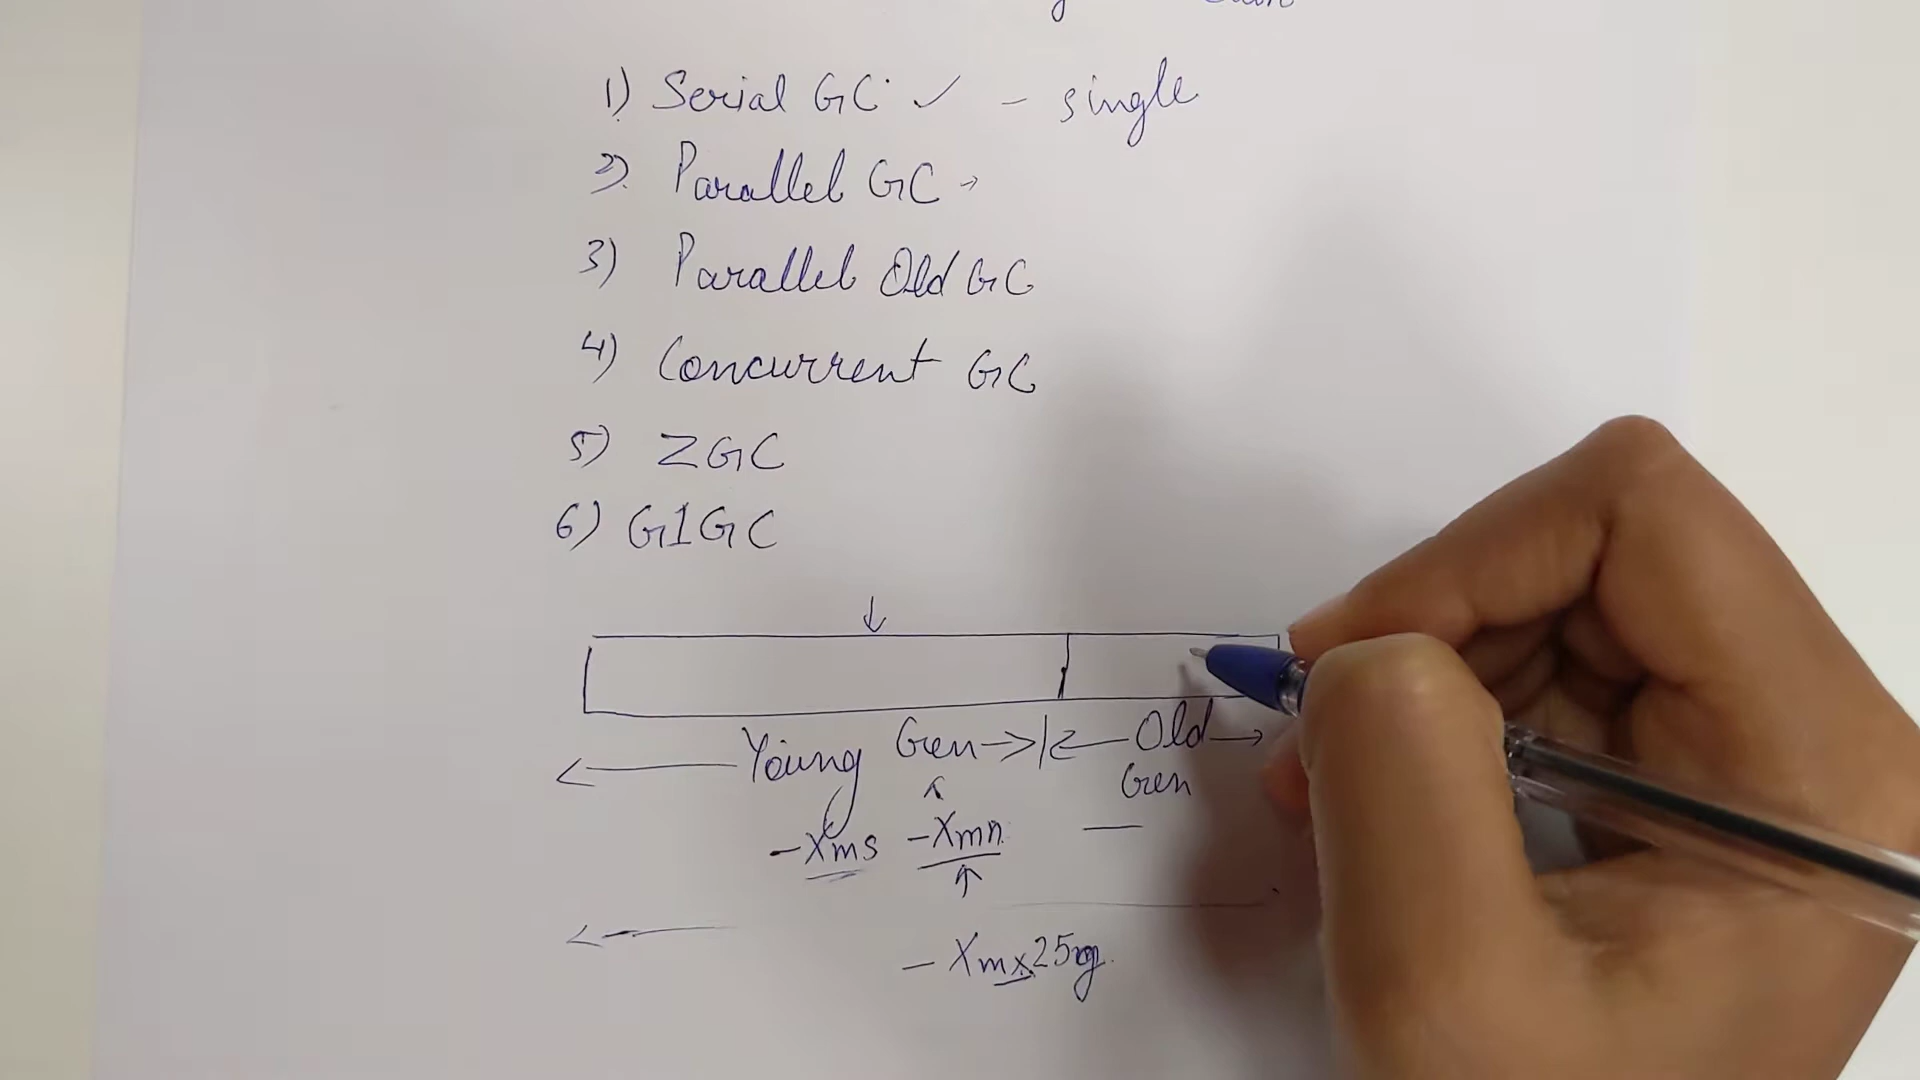 1) Serial GC ✓ - single
2) Parallel GC →
3) Parallel Old GC
4) Concurrent GC
5) ZGC
6) G1GC
↓
← Young Gen →|← Old →
Gen
-Xms -Xmn —
↑
← - Xmx25g